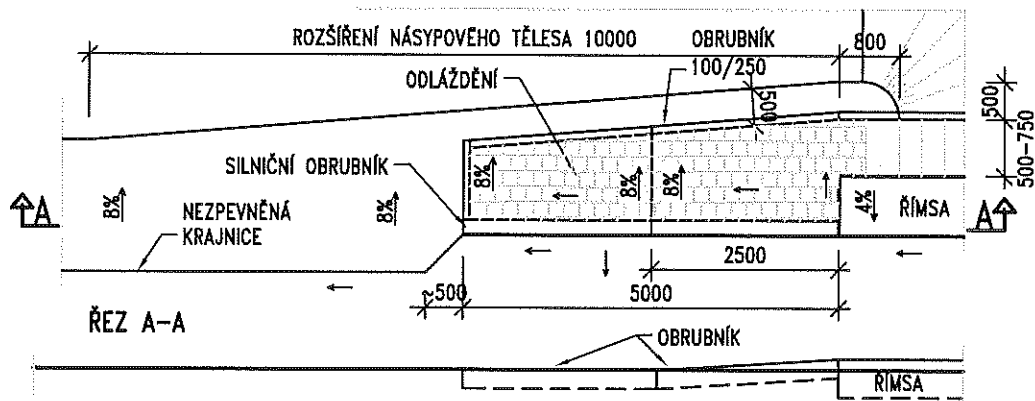 ROZŠÍŘENÍ NÁSYPOVÉHO TĚLESA 10000
OBRUBNÍK
100/250
800
ODLÁŽDĚNÍ
500
500
500-750
SILNIČNÍ OBRUBNÍK
8%
8%
8%
8%
8%
4%
ŘÍMSA
A
A
NEZPEVNĚNÁ
KRAJNICE
2500
~500
5000
ŘEZ A-A
OBRUBNÍK
ŘÍMSA